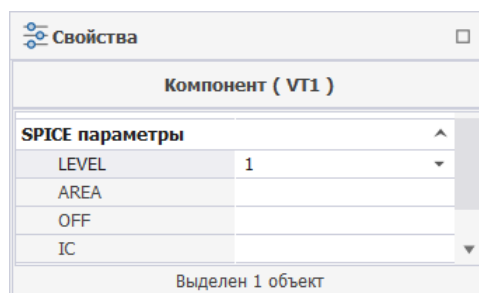 Свойства
Компонент ( VT1 )
SPICE параметры
LEVEL 1
AREA
OFF
IC
Выделен 1 объект